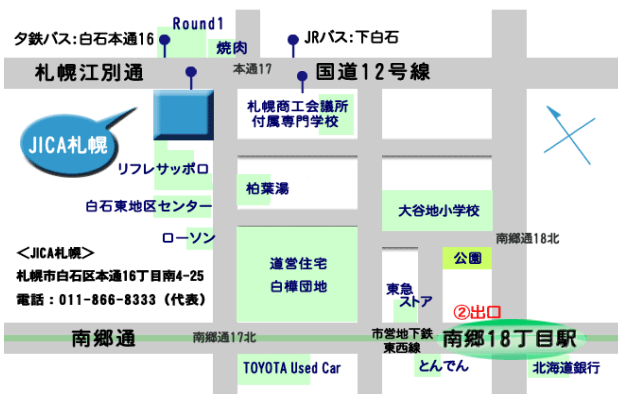 Round1
夕鉄バス:白石本通16
焼肉
JRバス:下白石
札幌江別通
本通17
国道12号線
札幌商工会議所
付属専門学校
JICA札幌
リフレサッポロ
柏葉湯
白石東地区センター
大谷地小学校
ローソン
南郷通18北
<JICA札幌>
札幌市白石区本通16丁目南4-25
電話:011-866-8333(代表)
道営住宅
白樺団地
公園
東急
ストア
②出口
南郷通
南郷通17北
市営地下鉄
東西線
南郷18丁目駅
TOYOTA Used Car
とんでん
北海道銀行